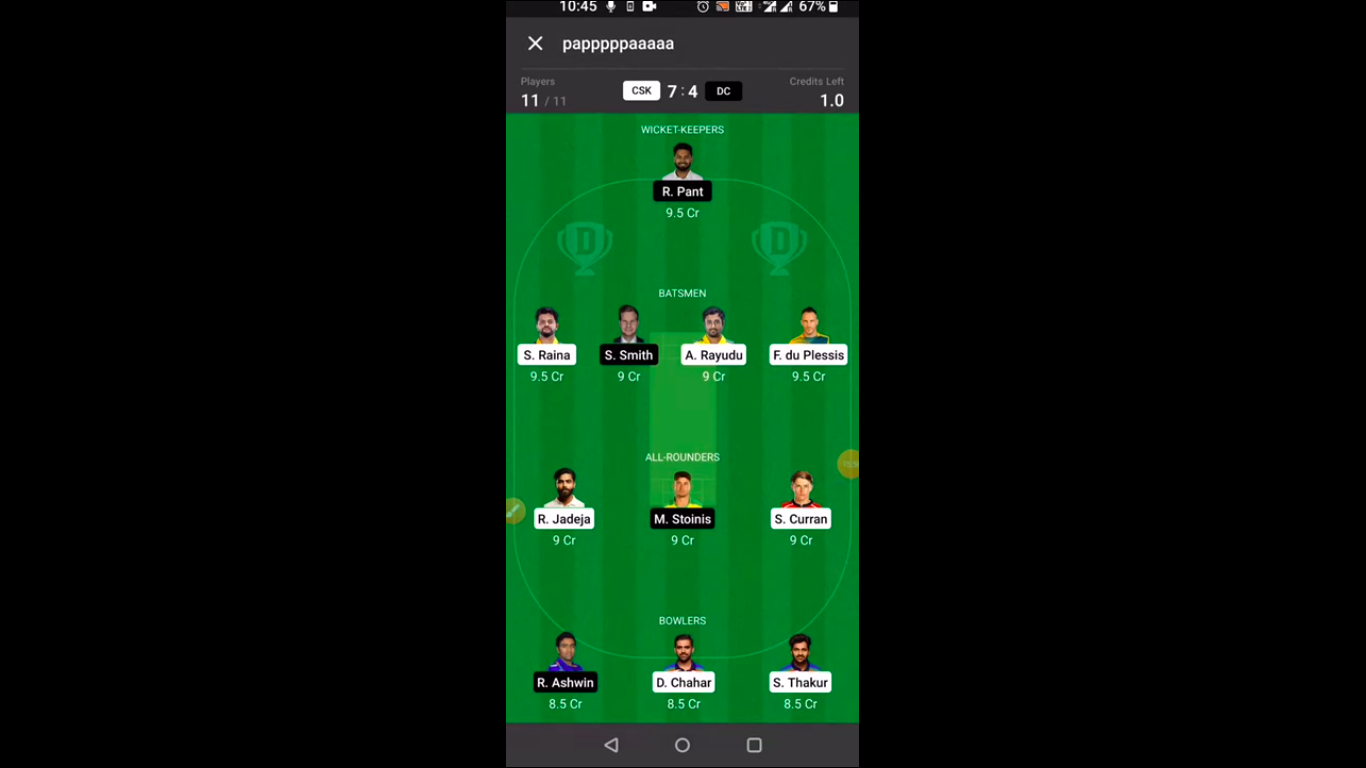 10:45 67%
papppppaaaaa
Players Credits Left
11 / 11 CSK 7 : 4 DC 1.0
WICKET-KEEPERS
R. Pant
9.5 Cr
D D
BATSMEN
S. Raina S. Smith A. Rayudu F. du Plessis
9.5 Cr 9 Cr 9 Cr 9.5 Cr
ALL-ROUNDERS
R. Jadeja M. Stoinis S. Curran
9 Cr 9 Cr 9 Cr
BOWLERS
R. Ashwin D. Chahar S. Thakur
8.5 Cr 8.5 Cr 8.5 Cr